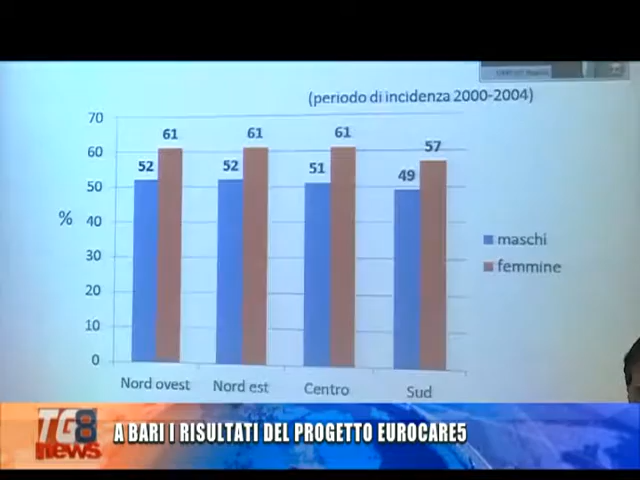 (periodo di incidenza 2000-2004)
70
60
50
40
30
20
10
0
%
52 61
52 61
51 61
49 57
maschi
femmine
Nord ovest Nord est Centro Sud
TG8 news
A BARI I RISULTATI DEL PROGETTO EUROCARE5